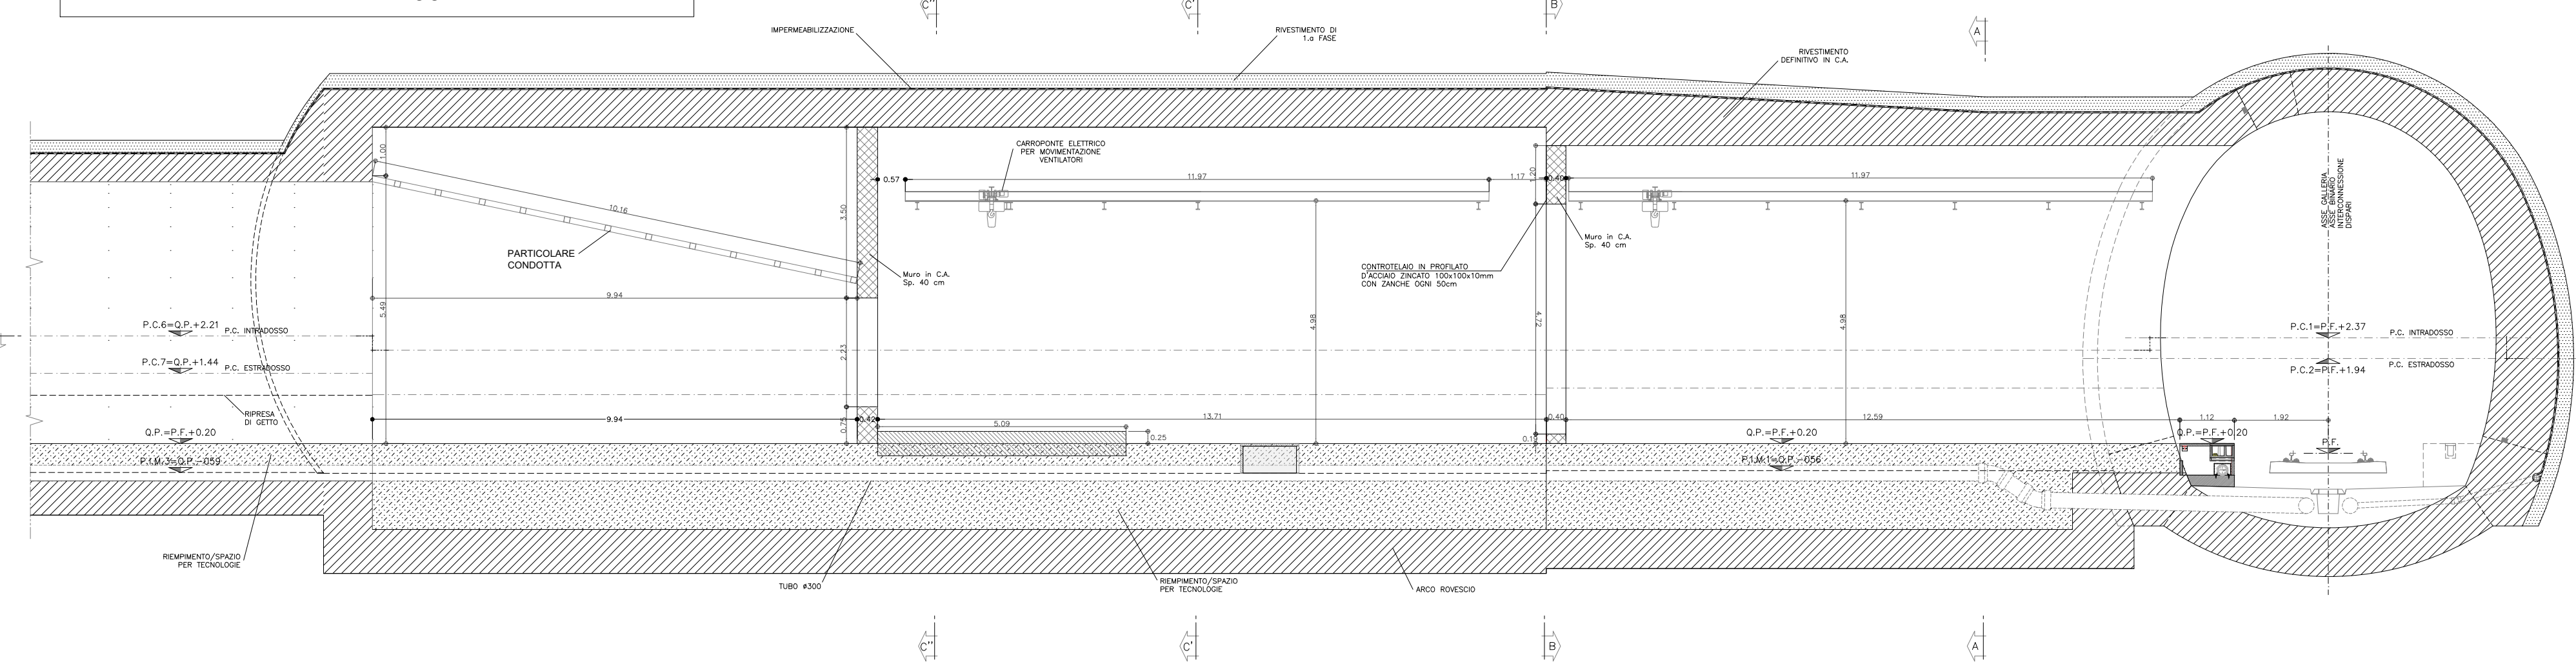 C''
C'
B
A
IMPERMEABILIZZAZIONE
RIVESTIMENTO DI
1.a FASE
RIVESTIMENTO
DEFINITIVO IN C.A.
1.00
10.16
PARTICOLARE
CONDOTTA
3.50
5.49
9.94
2.23
9.94
0.75
0.42
Muro in C.A.
Sp. 40 cm
0.57
CARROPONTE ELETTRICO
PER MOVIMENTAZIONE
VENTILATORI
11.97
1.17
1.20
0.40
11.97
Muro in C.A.
Sp. 40 cm
CONTROTELAIO IN PROFILATO
D'ACCIAIO ZINCATO 100x100x10mm
CON ZANCHE OGNI 50cm
4.98
4.72
4.98
13.71
5.09
0.25
0.40
12.59
1.12
1.92
ASSE GALLERIA
ASSE BINARIO
INTERCONNESSIONE
DISPARI
P.C.6=Q.P.+2.21
P.C. INTRADOSSO
P.C.7=Q.P.+1.44
P.C. ESTRADOSSO
RIPRESA
DI GETTO
Q.P.=P.F.+0.20
P.I.M.3=Q.P.-059
P.C.1=P.F.+2.37
P.C. INTRADOSSO
P.C.2=P.F.+1.94
P.C. ESTRADOSSO
Q.P.=P.F.+0.20
P.I.M.1=Q.P.-056
Q.P.=P.F.+0.20
P.F.
RIEMPIMENTO/SPAZIO
PER TECNOLOGIE
TUBO ø300
RIEMPIMENTO/SPAZIO
PER TECNOLOGIE
ARCO ROVESCIO
C''
C'
B
A